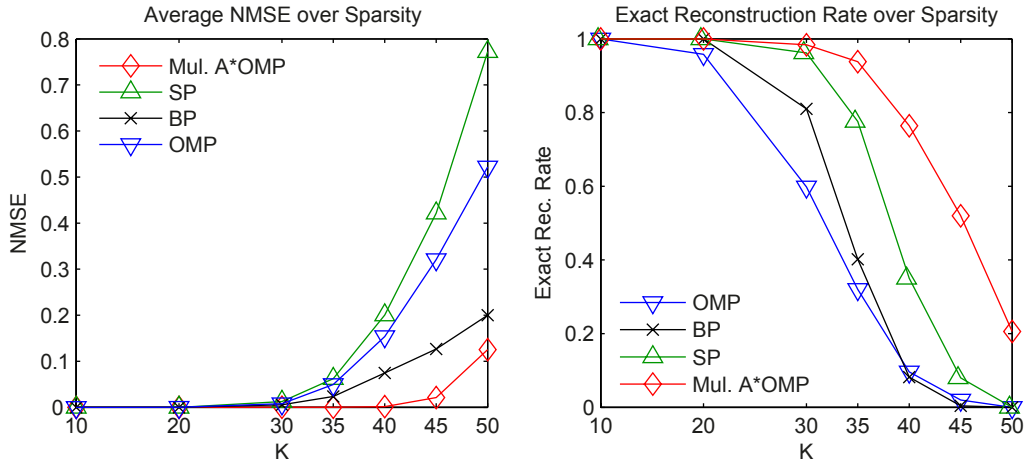 Average NMSE over Sparsity
0.8
0.7
0.6
0.5
0.4
0.3
0.2
0.1
0
NMSE
Mul. A*OMP
SP
BP
OMP
10
20
30
35
40
45
50
K
Exact Reconstruction Rate over Sparsity
1
0.8
0.6
0.4
0.2
0
Exact Rec. Rate
OMP
BP
SP
Mul. A*OMP
10
20
30
35
40
45
50
K